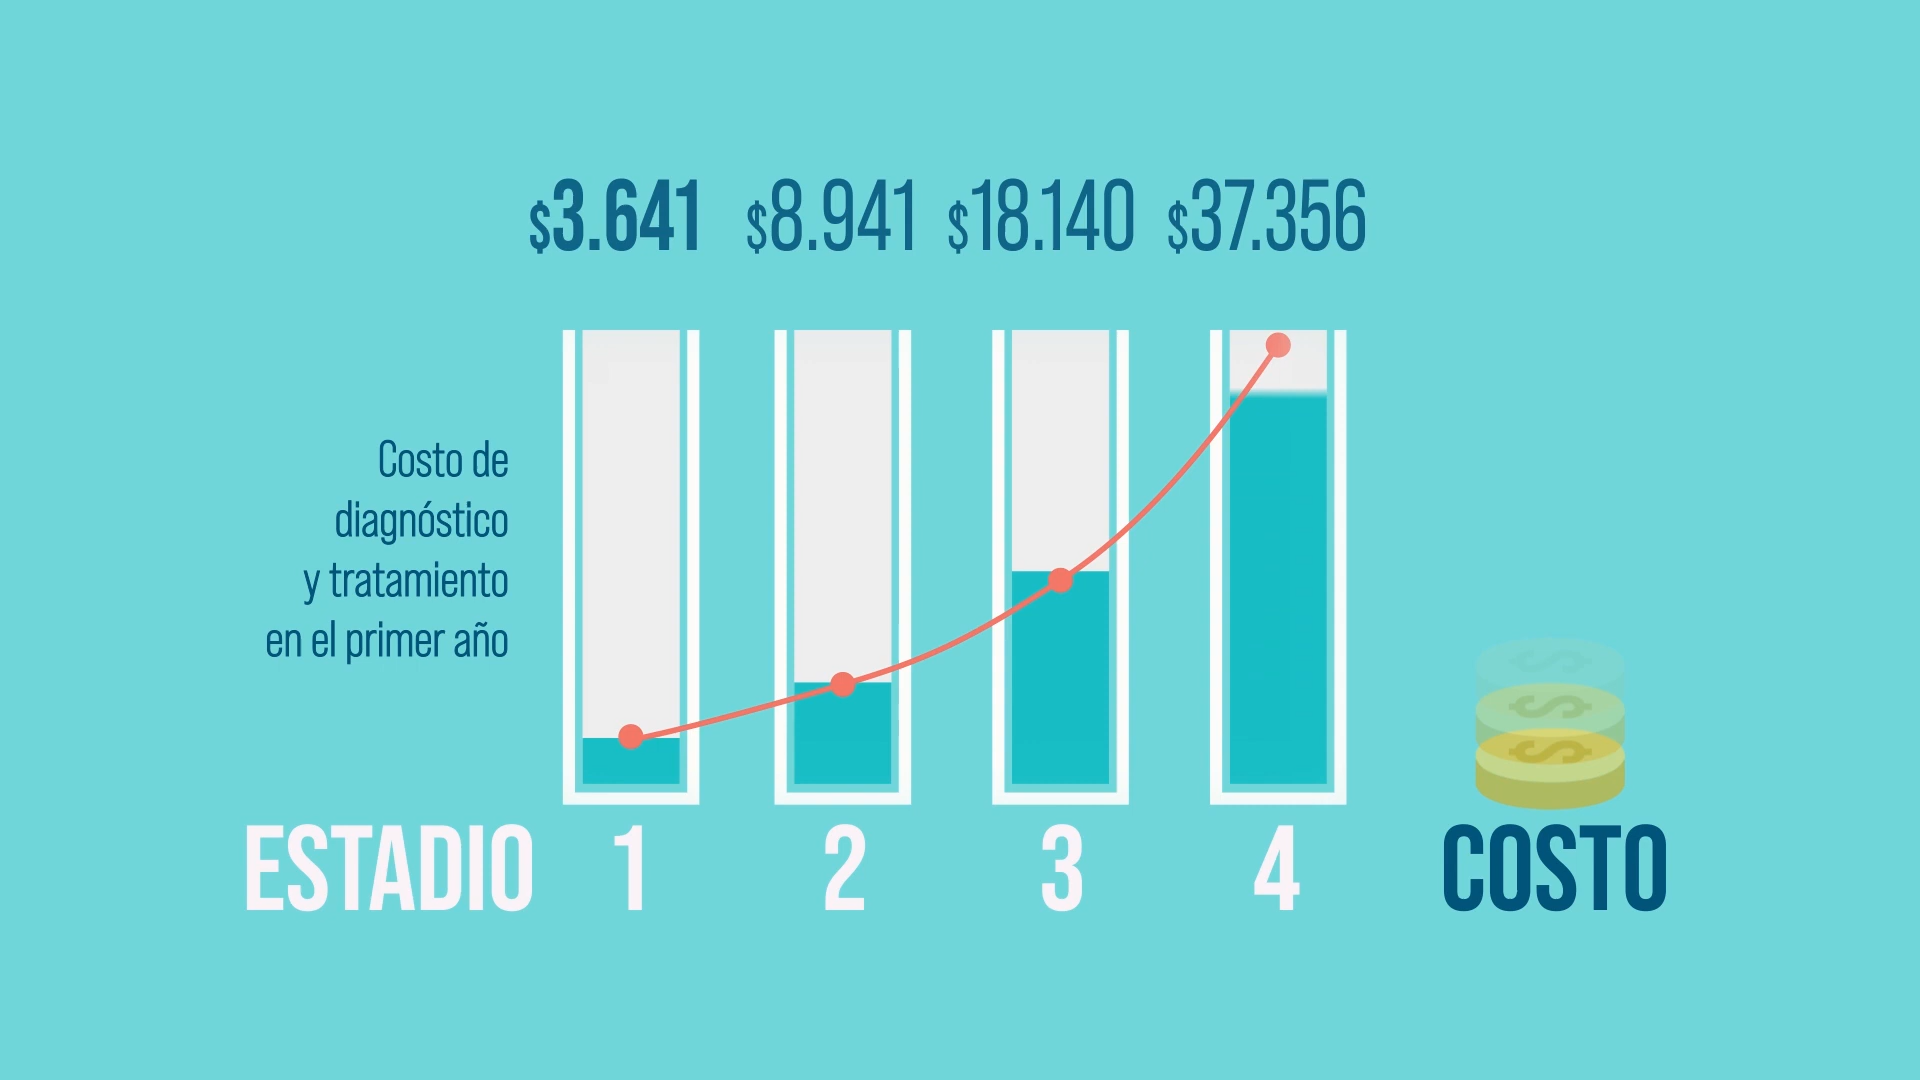 $3.641 $8.941 $18.140 $37.356
Costo de
diagnóstico
y tratamiento
en el primer año
$
$
$
ESTADIO 1 2 3 4 COSTO